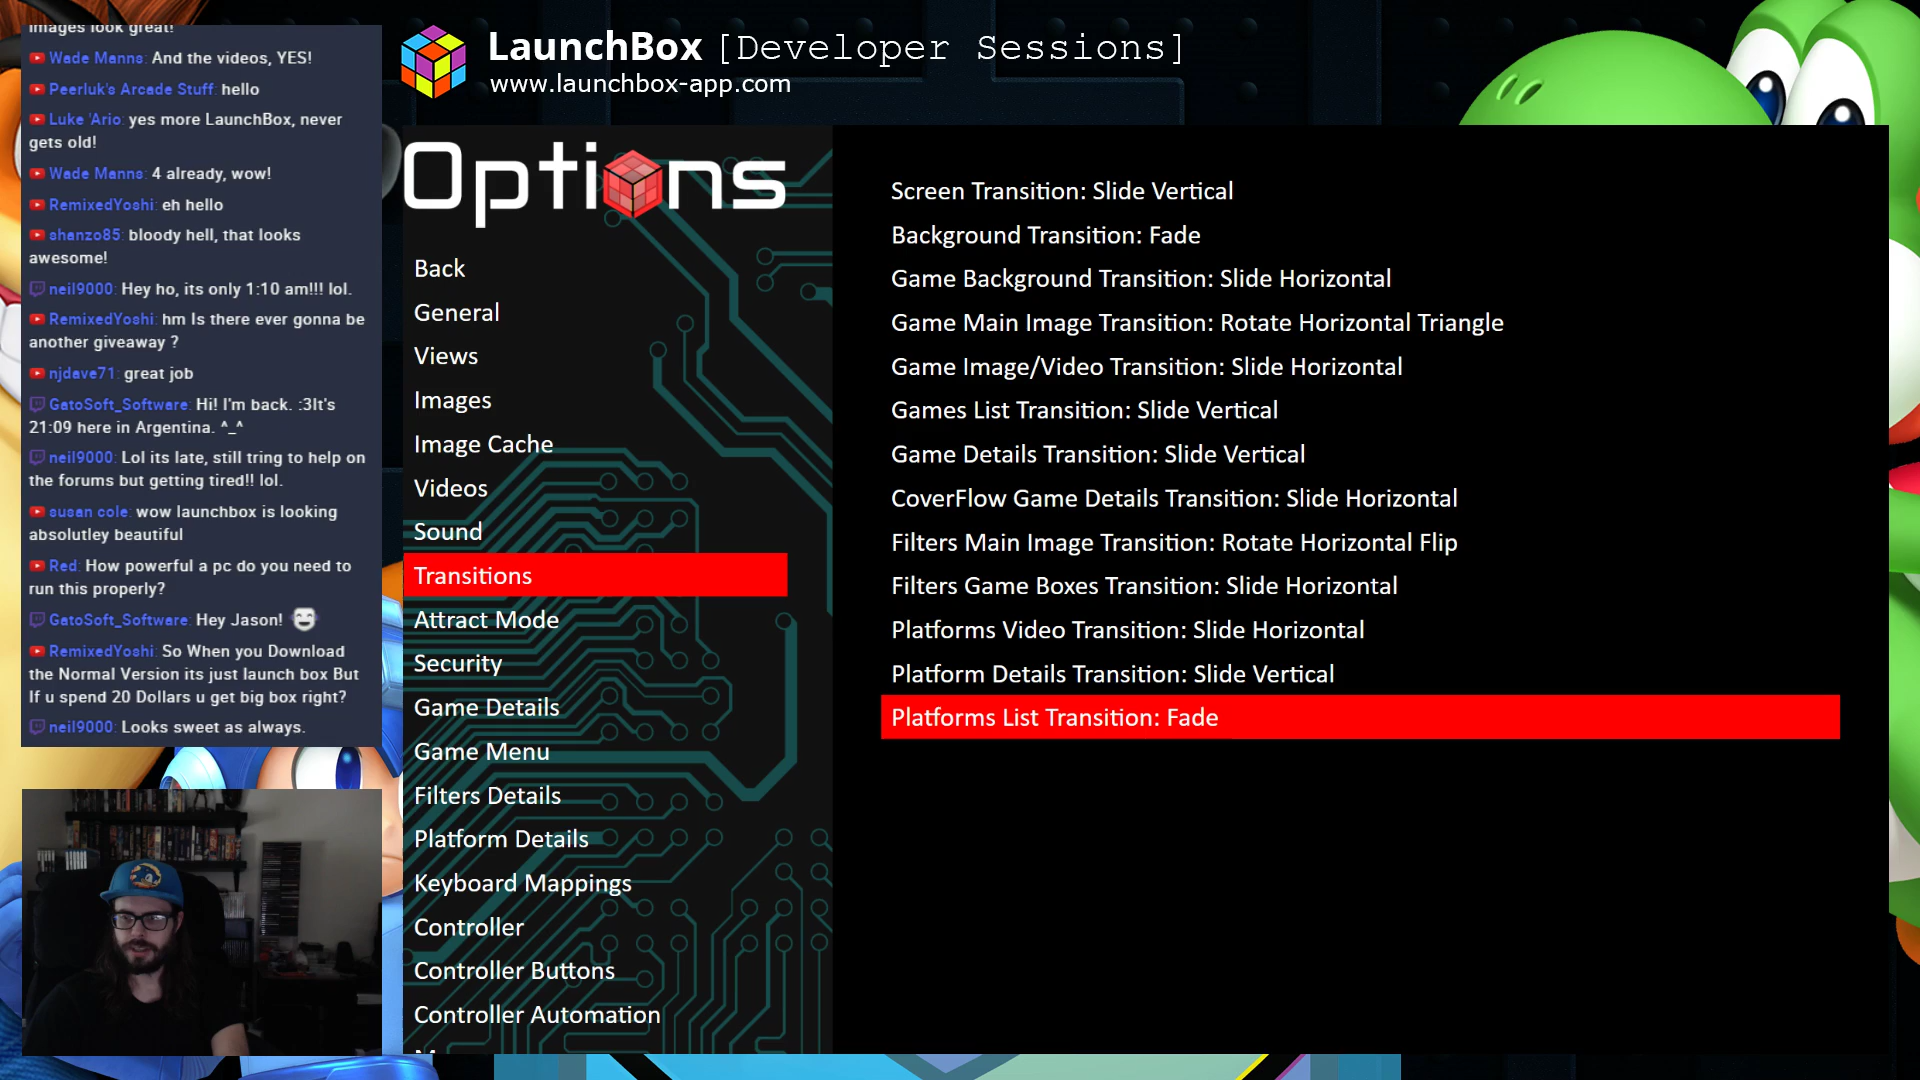 images look great!
Wade Manns: And the videos, YES!
Peerluk's Arcade Stuff: hello
Luke 'Ario: yes more LaunchBox, never
gets old!
Wade Manns: 4 already, wow!
RemixedYoshi: eh hello
shanzo85: bloody hell, that looks
awesome!
neil9000: Hey ho, its only 1:10 am!!! lol.
RemixedYoshi: hm Is there ever gonna be
another giveaway ?
njdave71: great job
GatoSoft_Software: Hi! I'm back. :3It's
21:09 here in Argentina. ^_^
neil9000: Lol its late, still tring to help on
the forums but getting tired!! lol.
susan cole: wow launchbox is looking
absolutley beautiful
Red: How powerful a pc do you need to
run this properly?
GatoSoft_Software: Hey Jason!
RemixedYoshi: So When you Download
the Normal Version its just launch box But
If u spend 20 Dollars u get big box right?
neil9000: Looks sweet as always.
LaunchBox [Developer Sessions]
www.launchbox-app.com
Options
Back
General
Views
Images
Image Cache
Videos
Sound
Transitions
Attract Mode
Security
Game Details
Game Menu
Filters Details
Platform Details
Keyboard Mappings
Controller
Controller Buttons
Controller Automation
Screen Transition: Slide Vertical
Background Transition: Fade
Game Background Transition: Slide Horizontal
Game Main Image Transition: Rotate Horizontal Triangle
Game Image/Video Transition: Slide Horizontal
Games List Transition: Slide Vertical
Game Details Transition: Slide Vertical
CoverFlow Game Details Transition: Slide Horizontal
Filters Main Image Transition: Rotate Horizontal Flip
Filters Game Boxes Transition: Slide Horizontal
Platforms Video Transition: Slide Horizontal
Platform Details Transition: Slide Vertical
Platforms List Transition: Fade